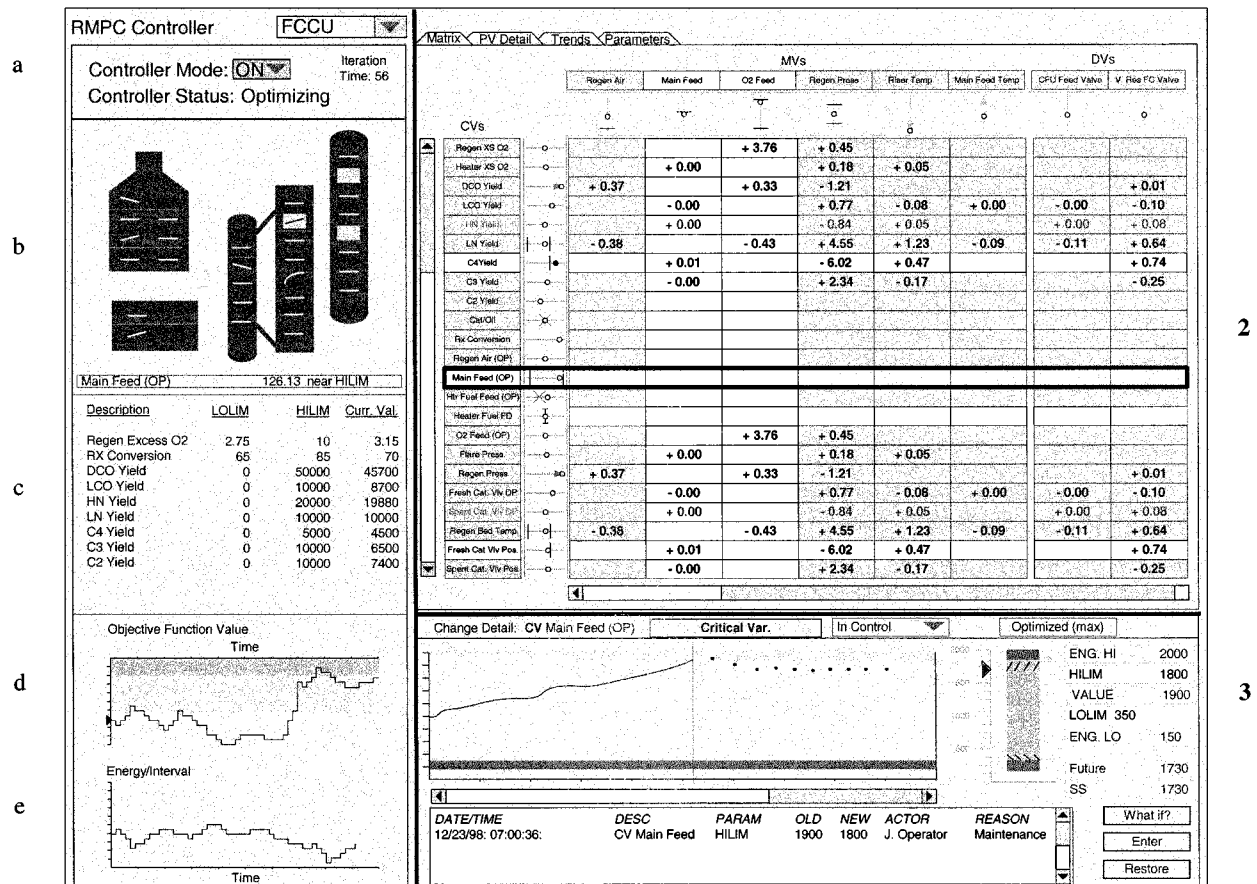 RMPC Controller FCCU
a
Controller Mode: ON
Iteration
Time: 56
Controller Status: Optimizing
b
Main Feed (OP) 126.13 near HILIM
Description LOLIM HILIM Curr. Val.
Regen Excess O2 2.75 10 3.15
RX Conversion 65 85 70
DCO Yield 0 50000 45700
LCO Yield 0 10000 8700
HN Yield 0 20000 19880
LN Yield 0 10000 10000
C4 Yield 0 5000 4500
C3 Yield 0 10000 6500
C2 Yield 0 10000 7400
c
Objective Function Value
Time
d
Energy/Interval
e
Time
Matrix PV Detail Trends Parameters
MVs DVs
Regen Air Main Feed O2 Feed Regen Press Riser Temp Main Feed Temp CFU Feed Valve V Res FC Valve
CVs
Regen XS O2 + 3.76 + 0.45
Heater XS O2 + 0.00 + 0.18 + 0.05
DCO Yield + 0.37 + 0.33 - 1.21 + 0.01
LCO Yield - 0.00 + 0.77 - 0.08 + 0.00 - 0.00 - 0.10
HN Yield + 0.00 - 0.84 + 0.05 + 0.00 + 0.08
LN Yield - 0.38 - 0.43 + 4.55 + 1.23 - 0.09 - 0.11 + 0.64
C4Yield + 0.01 - 6.02 + 0.47 + 0.74
C3 Yield - 0.00 + 2.34 - 0.17 - 0.25
C2 Yield
Cat/Oil
Rx Conversion
Regen Air (OP)
Main Feed (OP)
Htr Fuel Feed (OP)
Heater Fuel FD
O2 Feed (OP) + 3.76 + 0.45
Flare Press + 0.00 + 0.18 + 0.05
Regen Press + 0.37 + 0.33 - 1.21 + 0.01
Fresh Cat. Vlv DP - 0.00 + 0.77 - 0.08 + 0.00 - 0.00 - 0.10
Spent Cat. Vlv DP + 0.00 - 0.84 + 0.05 + 0.00 + 0.08
Regen Bed Temp - 0.38 - 0.43 + 4.55 + 1.23 - 0.09 - 0.11 + 0.64
Fresh Cat Vlv Pos + 0.01 - 6.02 + 0.47 + 0.74
Spent Cat. Vlv Pos - 0.00 + 2.34 - 0.17 - 0.25
2
Change Detail: CV Main Feed (OP) Critical Var. In Control Optimized (max)
ENG. HI 2000
HILIM 1800
VALUE 1900
LOLIM 350
ENG. LO 150
Future 1730
SS 1730
3
DATE/TIME DESC PARAM OLD NEW ACTOR REASON
12/23/98: 07:00:36: CV Main Feed HILIM 1900 1800 J. Operator Maintenance
What if?
Enter
Restore